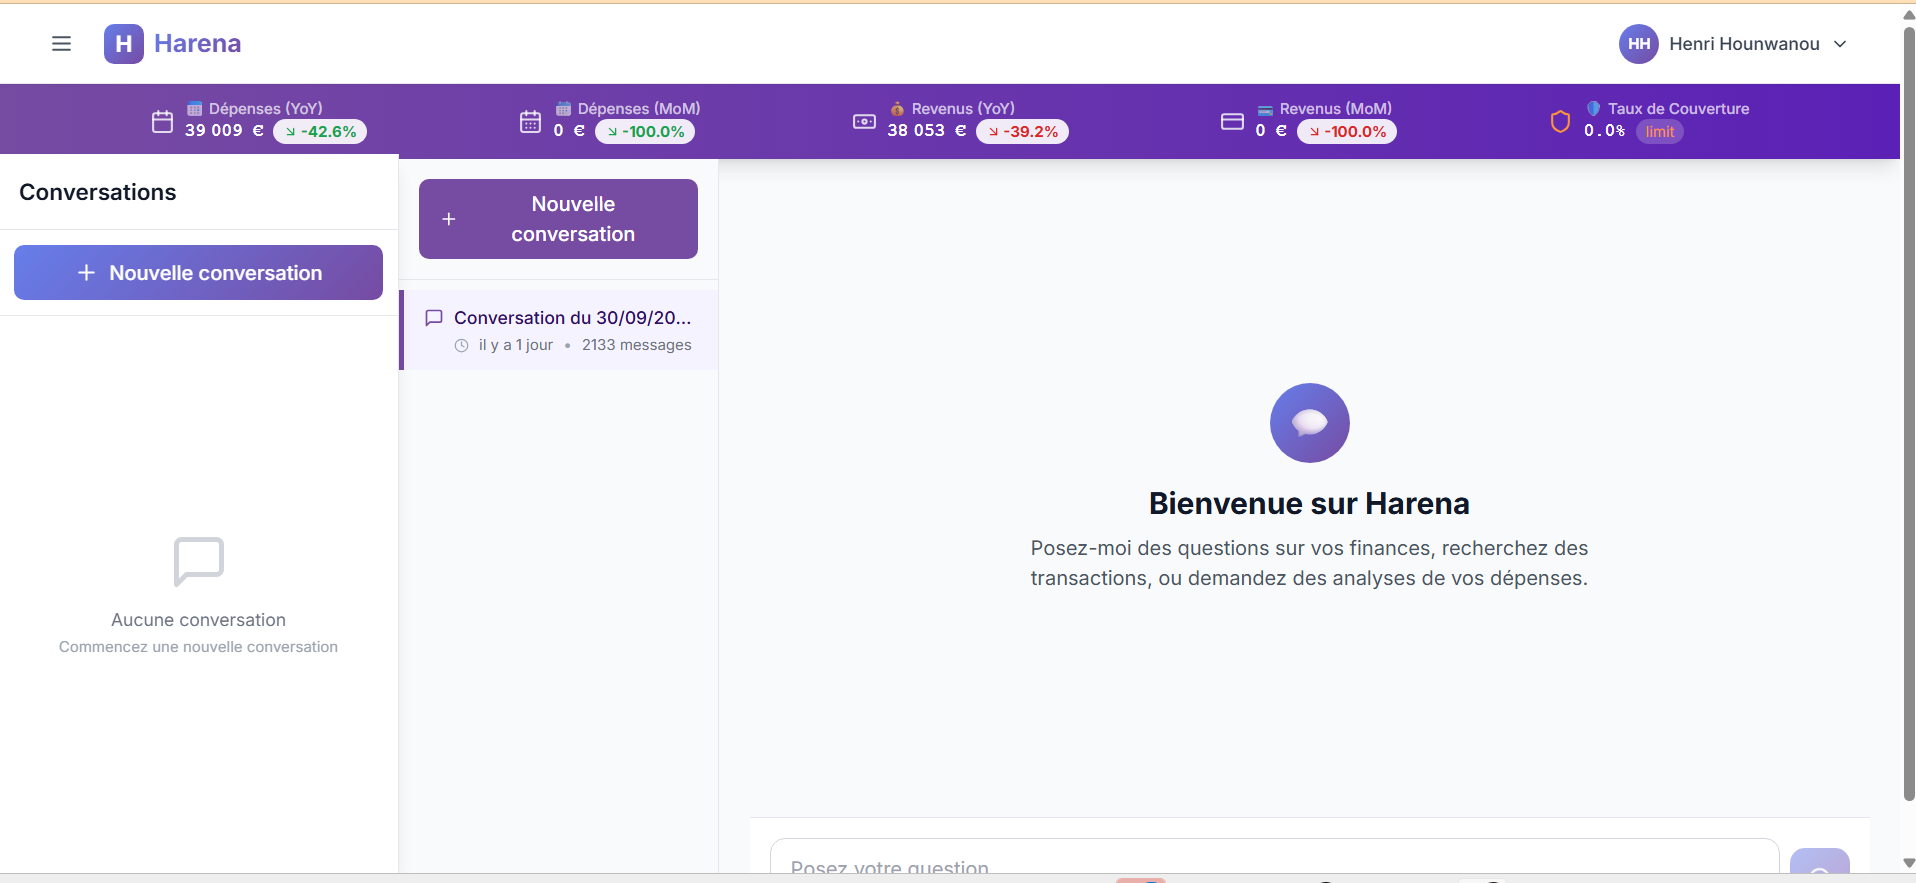 H Harena
HH Henri Hounwanou
Dépenses (YoY)
39 009 € -42.6%
Dépenses (MoM)
0 € -100.0%
Revenus (YoY)
38 053 € -39.2%
Revenus (MoM)
0 € -100.0%
Taux de Couverture
0.0% limit
Conversations
Nouvelle conversation
Aucune conversation
Commencez une nouvelle conversation
Nouvelle
conversation
Conversation du 30/09/20...
il y a 1 jour • 2133 messages
Bienvenue sur Harena
Posez-moi des questions sur vos finances, recherchez des
transactions, ou demandez des analyses de vos dépenses.
Posez votre question